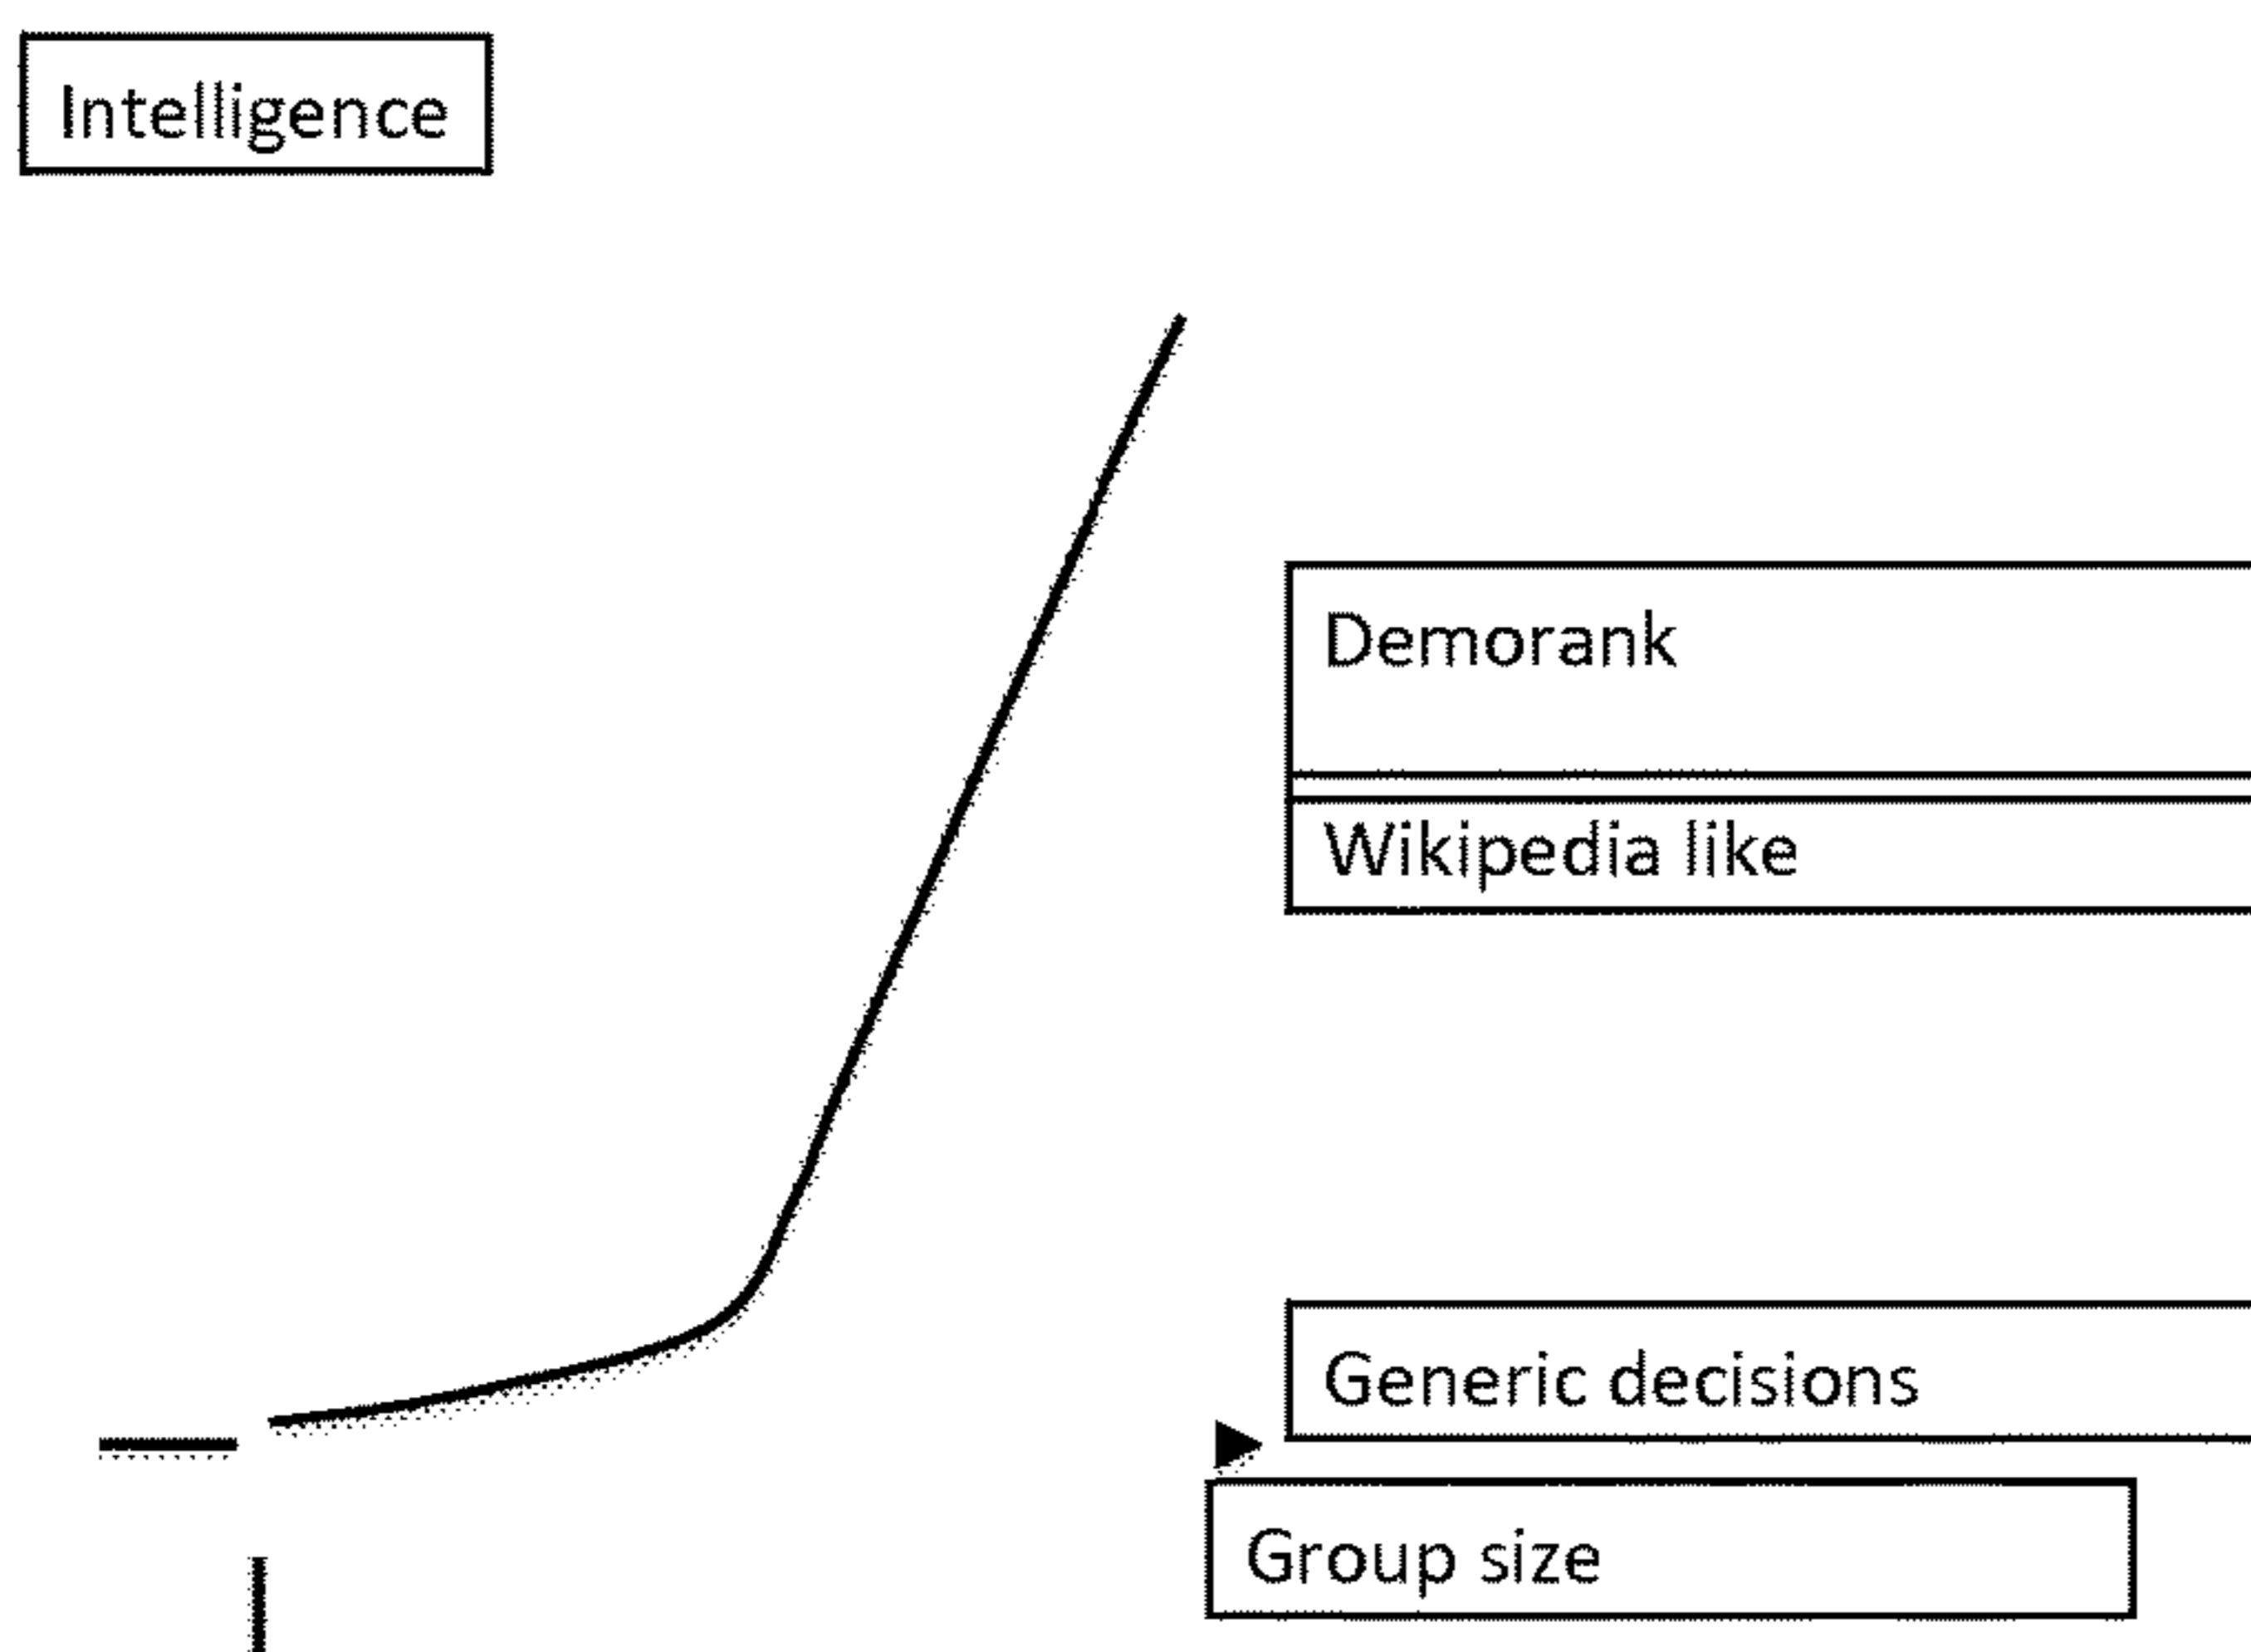 Intelligence
Demorank
Wikipedia like
Generic decisions
Group size